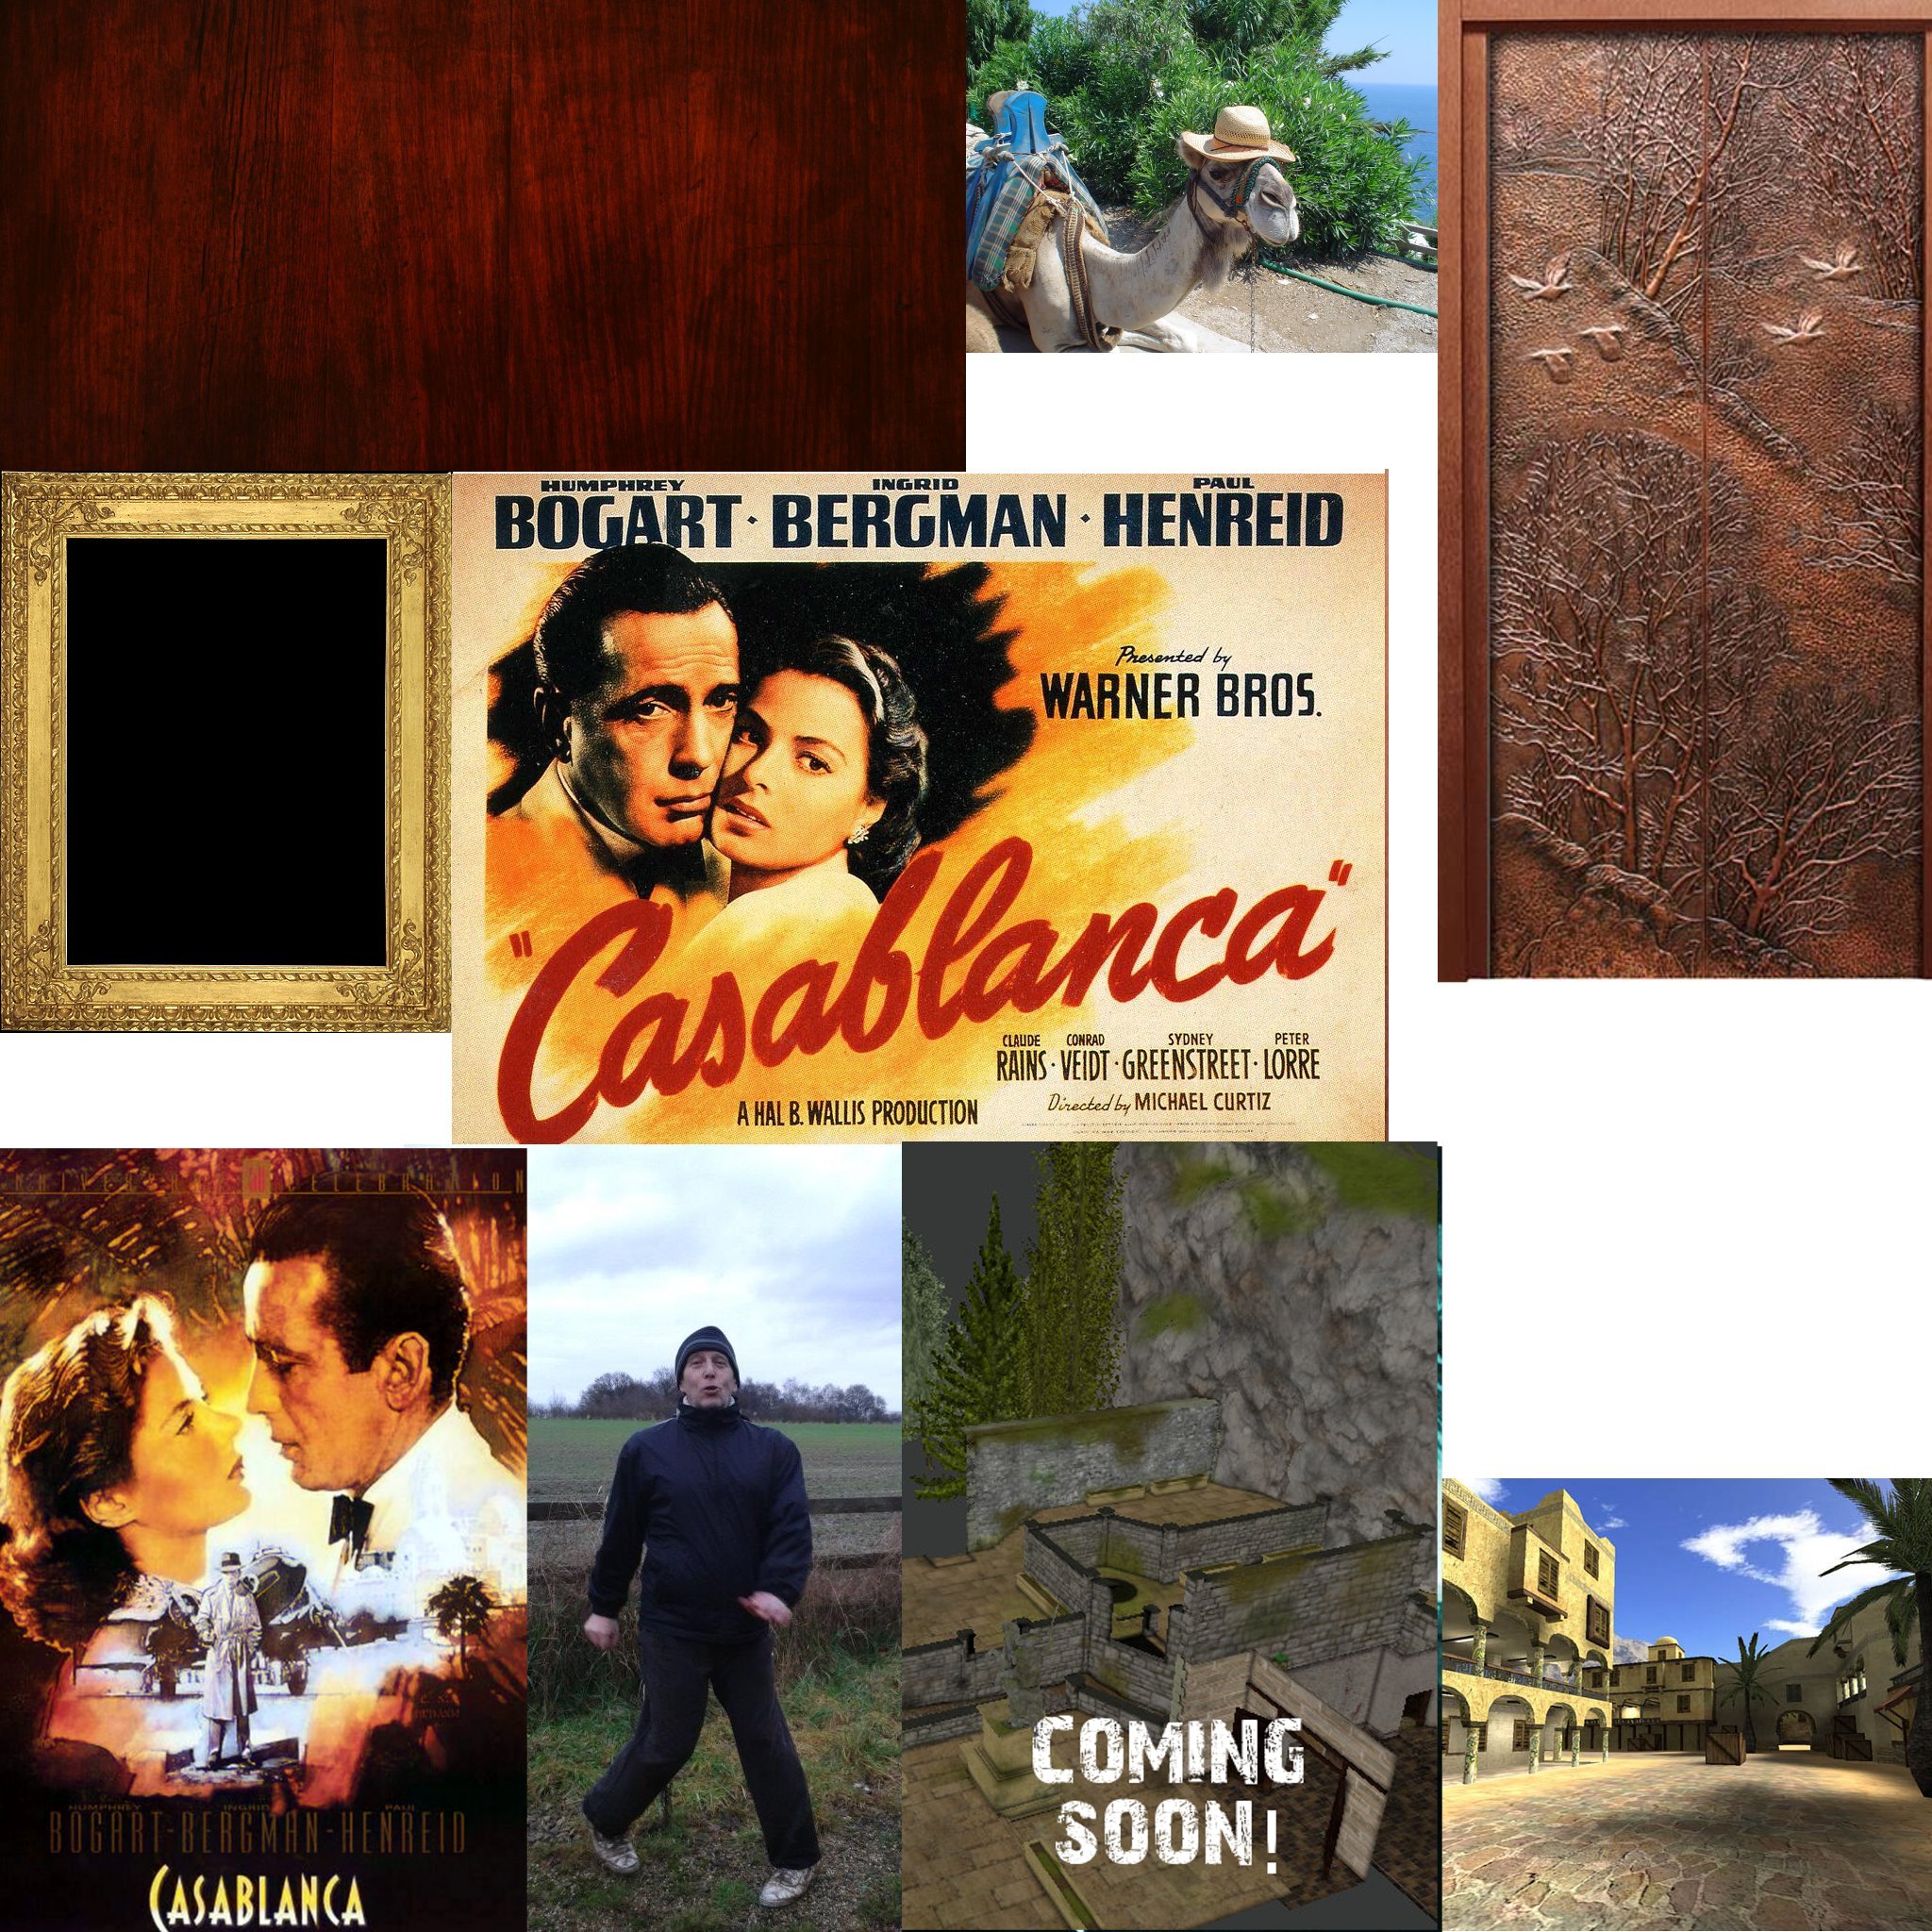 HUMPHREY INGRID PAUL
BOGART · BERGMAN · HENREID
Presented by
WARNER BROS.
"Casablanca"
CLAUDE CONRAD SYDNEY PETER
RAINS · VEIDT · GREENSTREET · LORRE
A HAL B. WALLIS PRODUCTION
Directed by MICHAEL CURTIZ
HUMPHREY INGRID PAUL
BOGART-BERGMAN-HENREID
CASABLANCA
COMING
SOON!